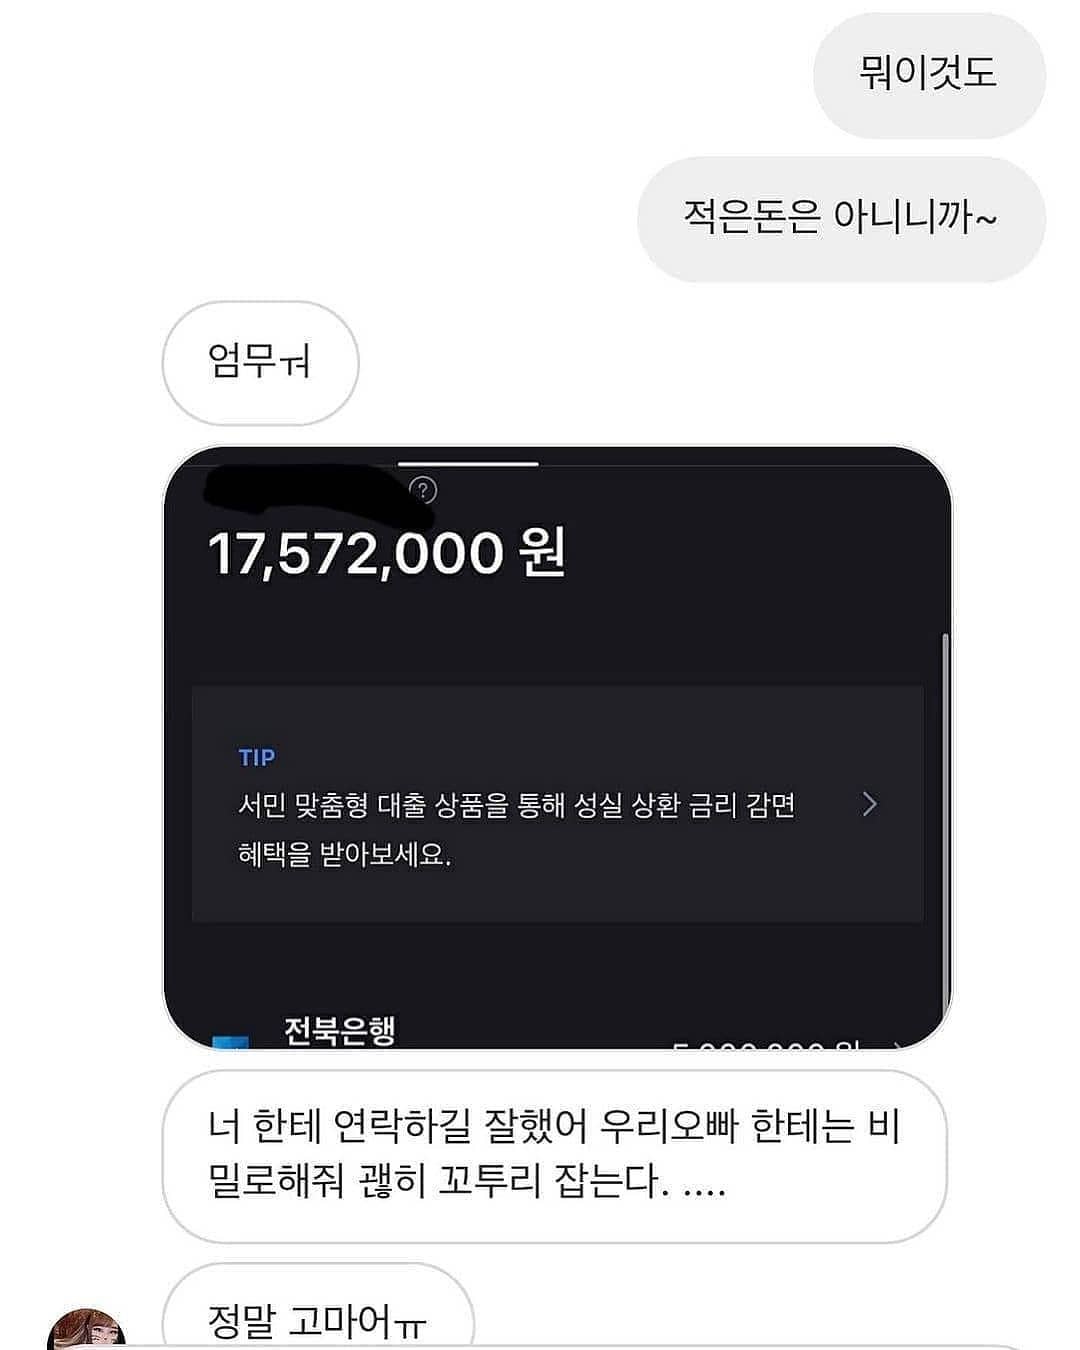 뭐이것도
적은돈은 아니니까~
엄무ㅝ
?
17,572,000 원
TIP
서민 맞춤형 대출 상품을 통해 성실 상환 금리 감면
혜택을 받아보세요.
전북은행
너 한테 연락하길 잘했어 우리오빠 한테는 비
밀로해줘 괞히 꼬투리 잡는다. ....
정말 고마어ㅠ